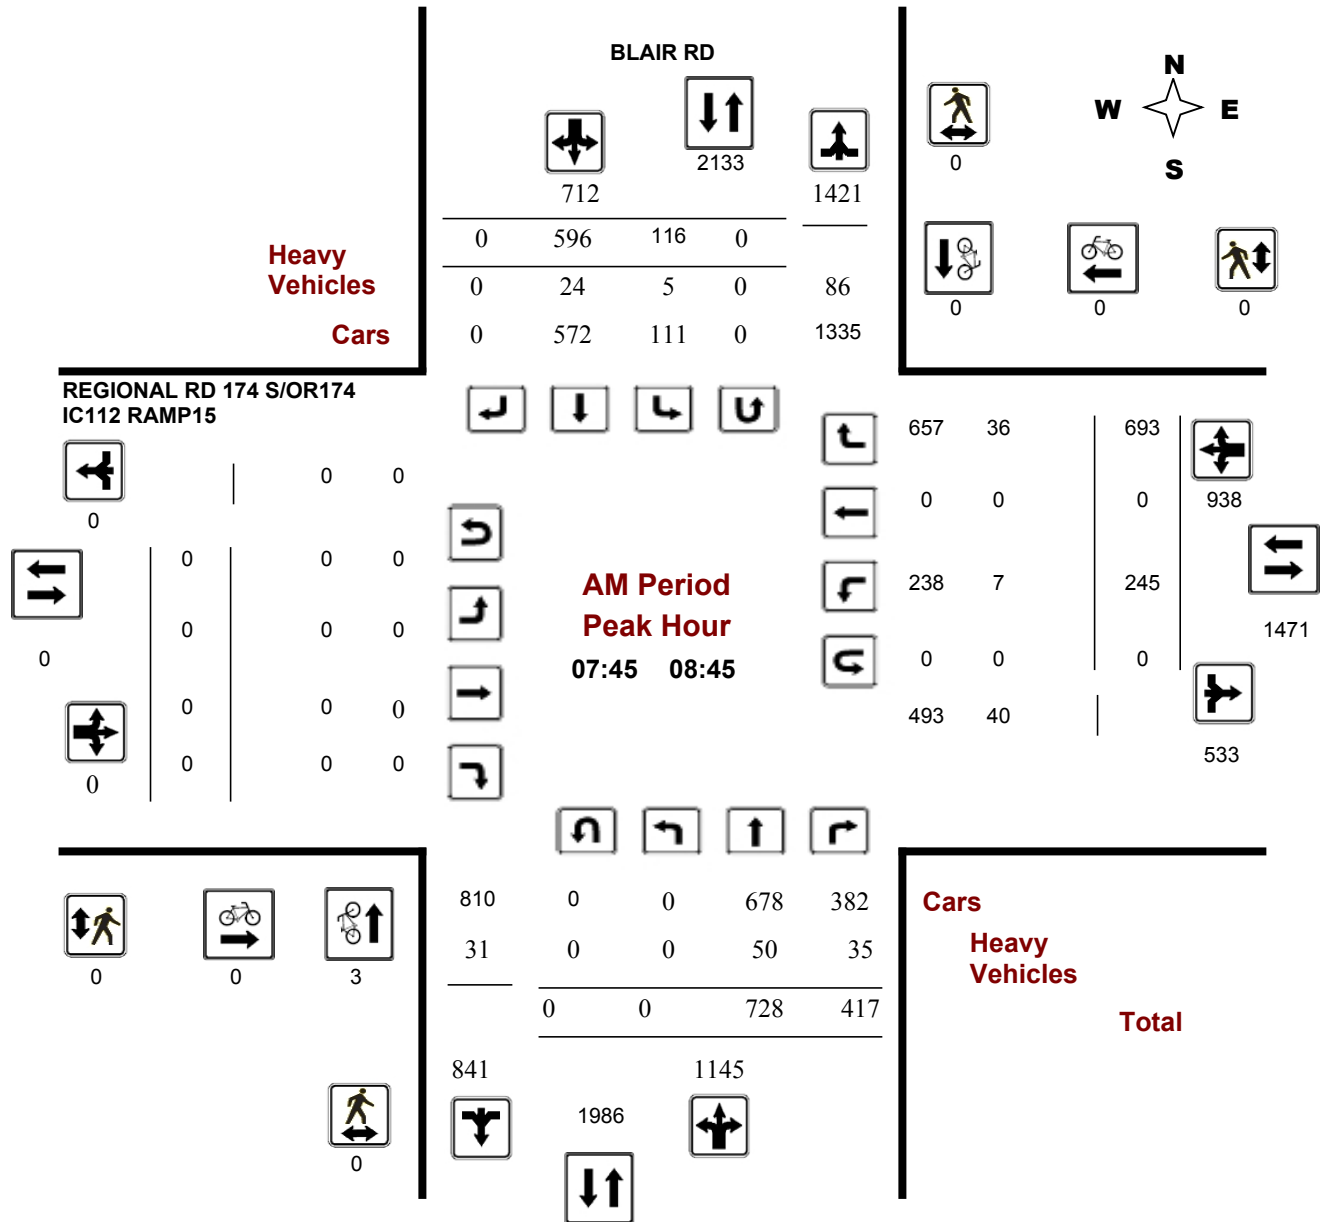 BLAIR RD
N
W E
S
2133
0
712
1421
0 596 116 0
Heavy
Vehicles
0 24 5 0 86
0 0 0
Cars
0 572 111 0 1335
REGIONAL RD 174 S/OR174
IC112 RAMP15
657 36 693
0 0
0
0 0 0
938
0 0 0
AM Period
238 7 245
Peak Hour
0 0 0
1471
0
07:45 08:45
0 0 0
0 0 0
493 40
533
0 0 0
0
810 0 0 678 382
Cars
31 0 0 50 35
Heavy
Vehicles
0 0 3
0 0 728 417
Total
841 1145
1986
0